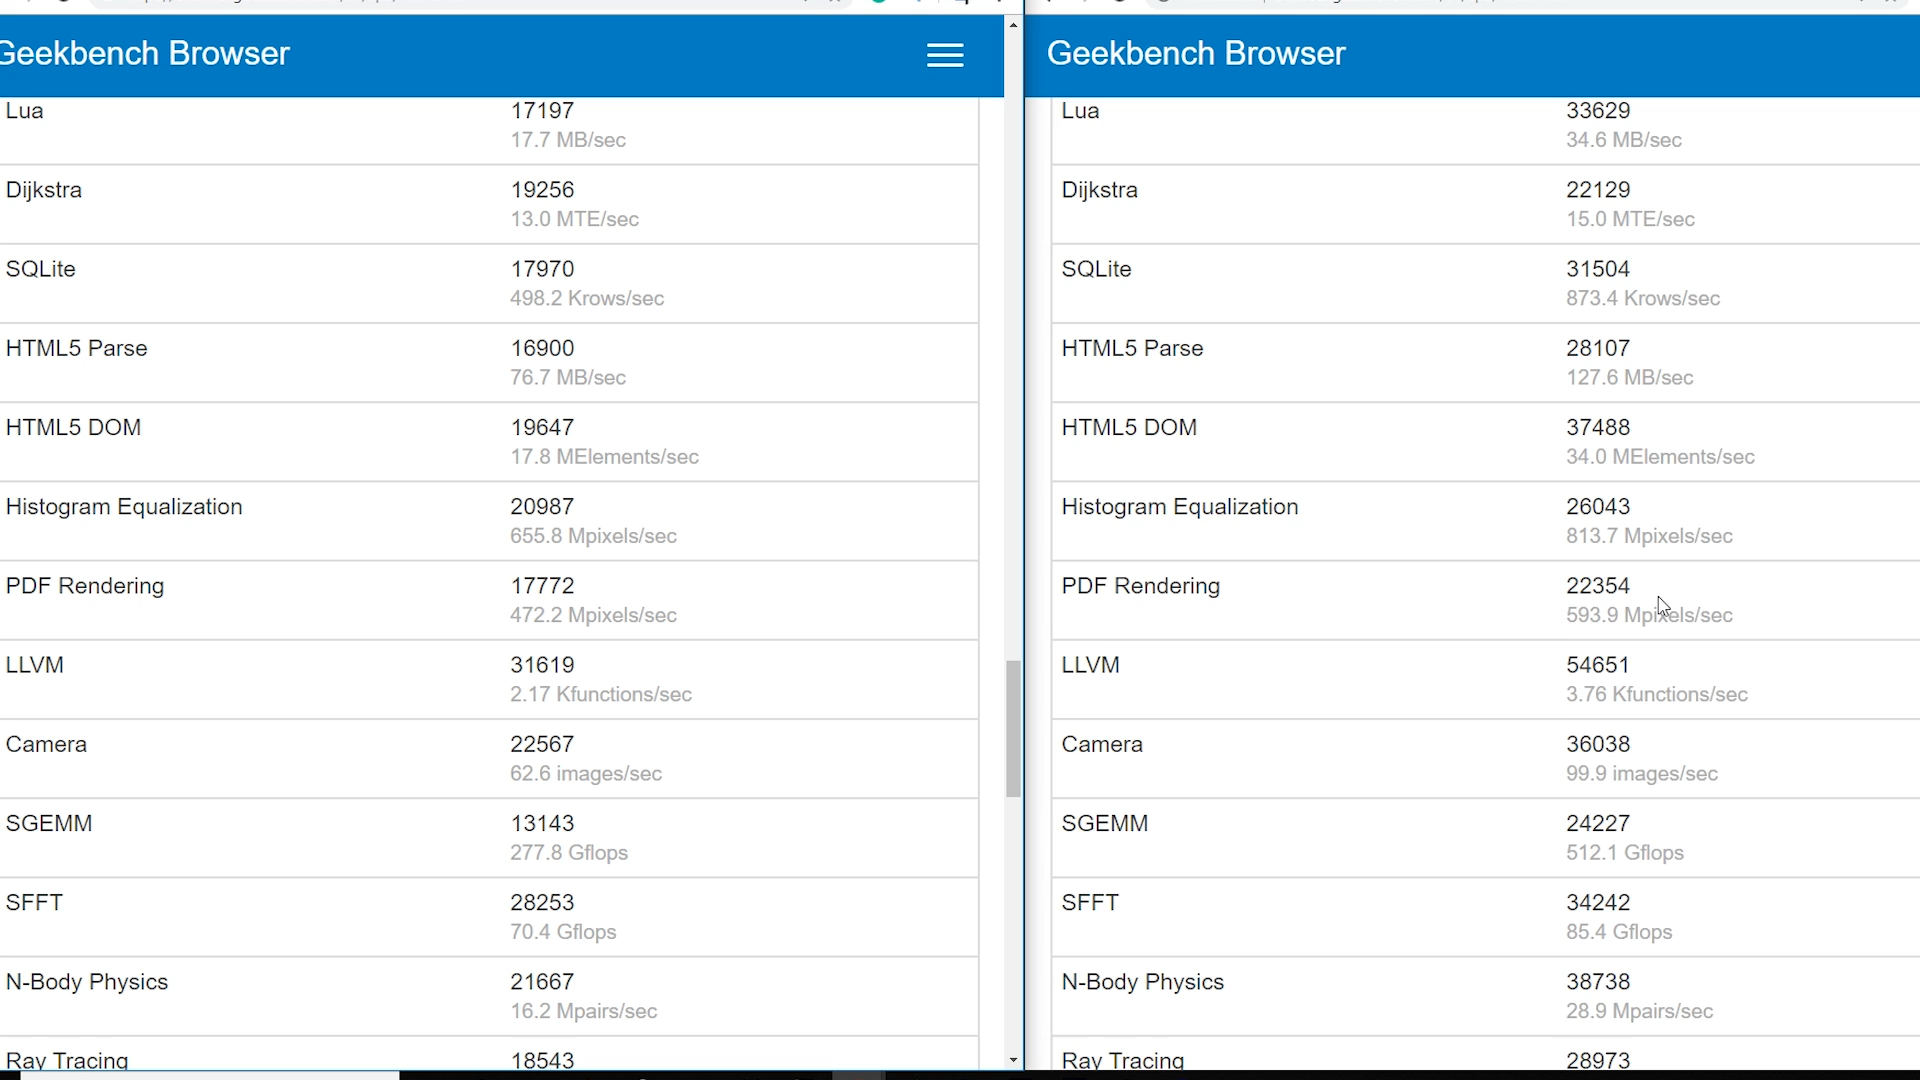 Geekbench Browser
Lua 17197
17.7 MB/sec
Dijkstra 19256
13.0 MTE/sec
SQLite 17970
498.2 Krows/sec
HTML5 Parse 16900
76.7 MB/sec
HTML5 DOM 19647
17.8 MElements/sec
Histogram Equalization 20987
655.8 Mpixels/sec
PDF Rendering 17772
472.2 Mpixels/sec
LLVM 31619
2.17 Kfunctions/sec
Camera 22567
62.6 images/sec
SGEMM 13143
277.8 Gflops
SFFT 28253
70.4 Gflops
N-Body Physics 21667
16.2 Mpairs/sec
Ray Tracing 18543
Geekbench Browser
Lua 33629
34.6 MB/sec
Dijkstra 22129
15.0 MTE/sec
SQLite 31504
873.4 Krows/sec
HTML5 Parse 28107
127.6 MB/sec
HTML5 DOM 37488
34.0 MElements/sec
Histogram Equalization 26043
813.7 Mpixels/sec
PDF Rendering 22354
593.9 Mpixels/sec
LLVM 54651
3.76 Kfunctions/sec
Camera 36038
99.9 images/sec
SGEMM 24227
512.1 Gflops
SFFT 34242
85.4 Gflops
N-Body Physics 38738
28.9 Mpairs/sec
Ray Tracing 28973